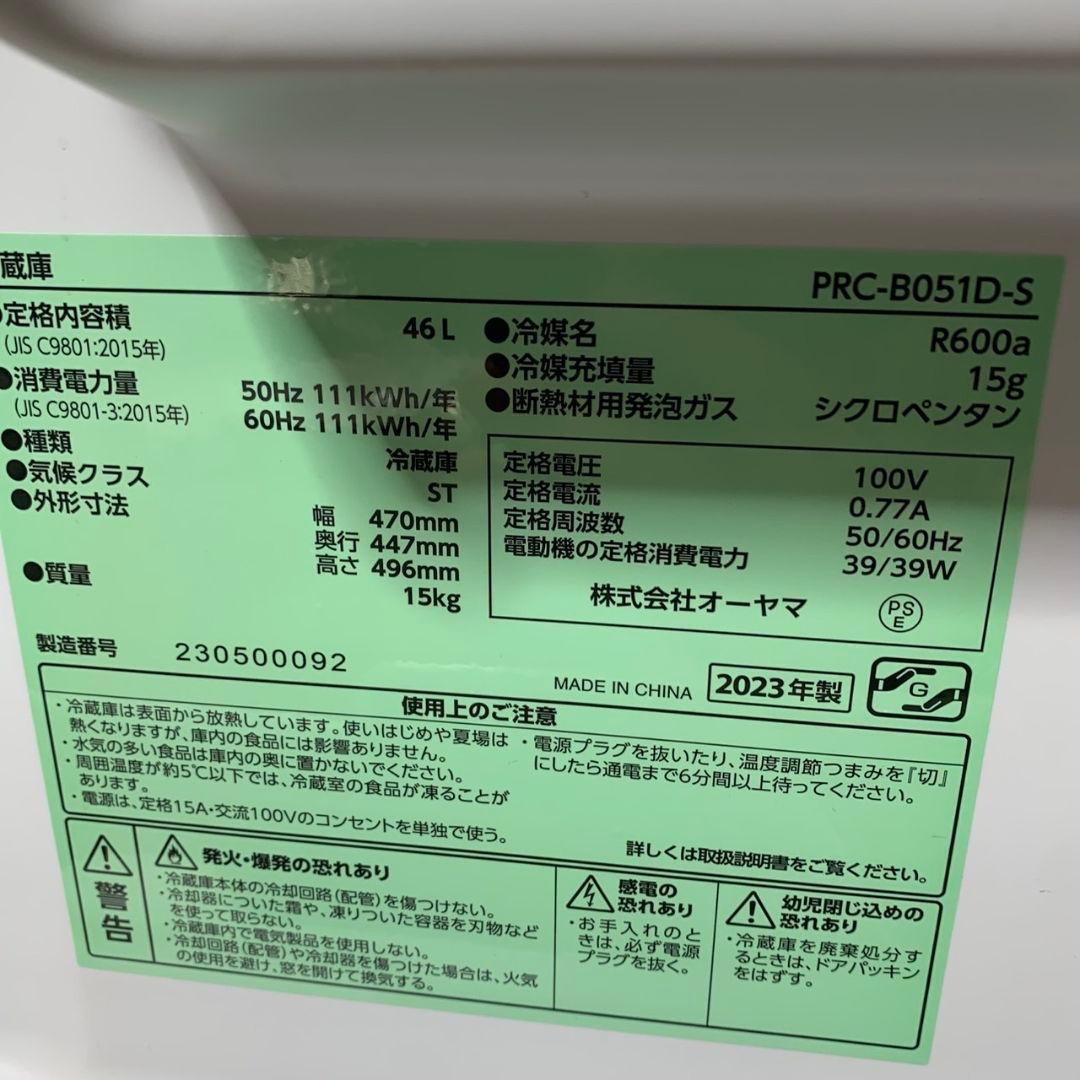 蔵庫
PRC-B051D-S
●定格内容積 46L
(JIS C9801:2015年)
●消費電力量 50Hz 111kWh/年
(JIS C9801-3:2015年) 60Hz 111kWh/年
●種類 冷蔵庫
●気候クラス ST
●外形寸法 幅 470mm
奥行 447mm
高さ 496mm
●質量 15kg
●冷媒名 R600a
●冷媒充填量 15g
●断熱材用発泡ガス シクロペンタン
定格電圧 100V
定格電流 0.77A
定格周波数 50/60Hz
電動機の定格消費電力 39/39W
株式会社オーヤマ PSE
製造番号 230500092
MADE IN CHINA 2023年製 G
使用上のご注意
・冷蔵庫は表面から放熱しています。使いはじめや夏場は
熱くなりますが、庫内の食品には影響ありません。
・水気の多い食品は庫内の奥に置かないでください。
・周囲温度が約5℃以下では、冷蔵室の食品が凍ることが
あります。
・電源は、定格15A・交流100Vのコンセントを単独で使う。
・電源プラグを抜いたり、温度調節つまみを『切』
にしたら通電まで6分間以上待ってください。
詳しくは取扱説明書をご覧ください。
警告
発火・爆発の恐れあり
・冷蔵庫本体の冷却回路(配管)を傷つけない。
・冷却器についた霜や、凍りついた容器を刃物など
を使って取らない。
・冷蔵庫内で電気製品を使用しない。
・冷却回路(配管)や冷却器を傷つけた場合は、火気
の使用を避け、窓を開けて換気する。
感電の
恐れあり
・お手入れのと
きは、必ず電源
プラグを抜く。
幼児閉じ込めの
恐れあり
・冷蔵庫を廃棄処分す
るときは、ドアパッキン
をはずす。